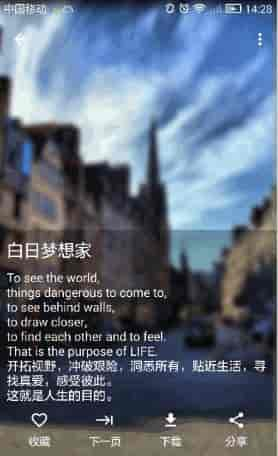 中国移动
14:28
白日梦想家
To see the world,
things dangerous to come to,
to see behind walls,
to draw closer,
to find each other and to feel.
That is the purpose of LIFE.
开拓视野，冲破艰险，洞悉所有，贴近生活，寻
找真爱，感受彼此。
这就是人生的目的。
收藏
下一页
下载
分享